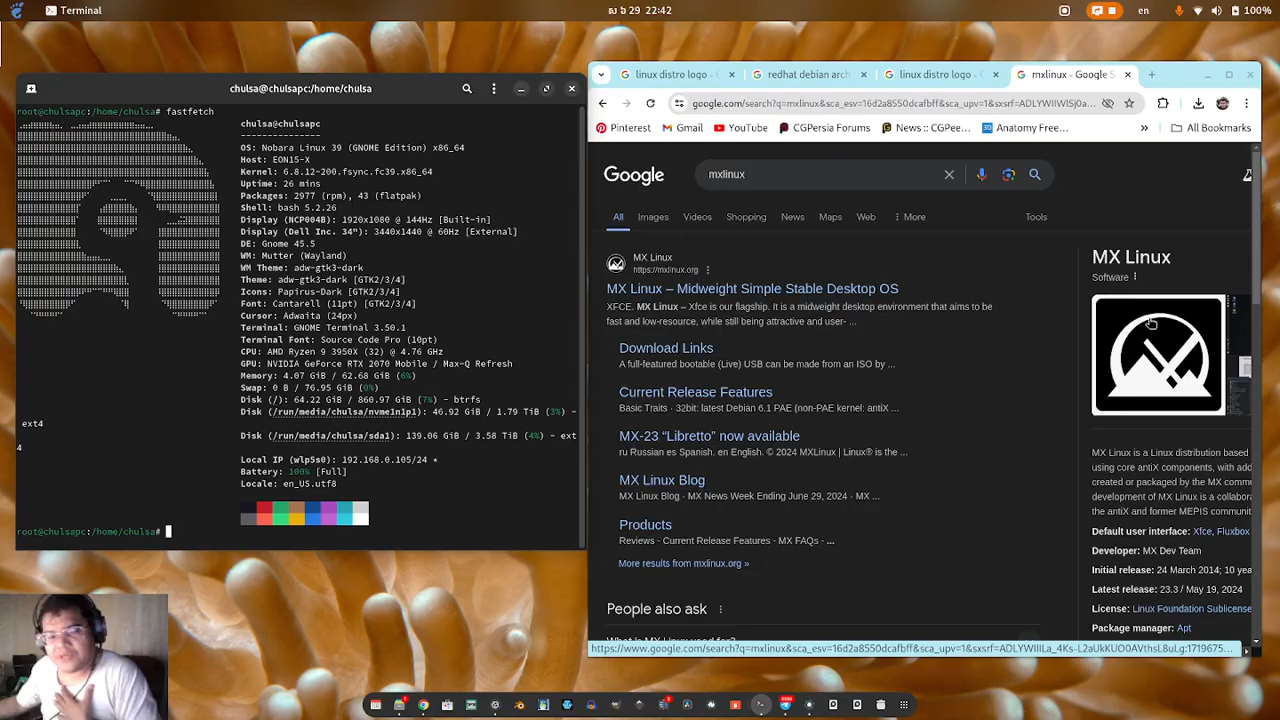 Terminal
ល ប 29 22:42
en
100%
chulsa@chulsapc:/home/chulsa
root@chulsapc:/home/chulsa# fastfetch
chulsa@chulsapc
---------------
OS: Nobara Linux 39 (GNOME Edition) x86_64
Host: EON15-X
Kernel: 6.8.12-200.fsync.fc39.x86_64
Uptime: 26 mins
Packages: 2977 (rpm), 43 (flatpak)
Shell: bash 5.2.26
Display (NCP004B): 1920x1080 @ 144Hz [Built-in]
Display (Dell Inc. 34"): 3440x1440 @ 60Hz [External]
DE: Gnome 45.5
WM: Mutter (Wayland)
WM Theme: adw-gtk3-dark
Theme: adw-gtk3-dark [GTK2/3/4]
Icons: Papirus-Dark [GTK2/3/4]
Font: Cantarell (11pt) [GTK2/3/4]
Cursor: Adwaita (24px)
Terminal: GNOME Terminal 3.50.1
Terminal Font: Source Code Pro (10pt)
CPU: AMD Ryzen 9 3950X (32) @ 4.76 GHz
GPU: NVIDIA GeForce RTX 2070 Mobile / Max-Q Refresh
Memory: 4.07 GiB / 62.68 GiB (6%)
Swap: 0 B / 76.95 GiB (0%)
Disk (/): 64.22 GiB / 860.97 GiB (7%) - btrfs
Disk (/run/media/chulsa/nvme1n1p1): 46.92 GiB / 1.79 TiB (3%) -
ext4
Disk (/run/media/chulsa/sda1): 139.06 GiB / 3.58 TiB (4%) - ext
4
Local IP (wlp5s0): 192.168.0.105/24 *
Battery: 100% [Full]
Locale: en_US.utf8
root@chulsapc:/home/chulsa#
linux distro logo - G
redhat debian arch
linux distro logo - G
mxlinux - Google S
google.com/search?q=mxlinux&sca_esv=16d2a8550dcafbff&sca_upv=1&sxsrf=ADLYWIIWlSj0a...
Pinterest
Gmail
YouTube
CGPersia Forums
News :: CGPee...
Anatomy Free...
»
All Bookmarks
Google
mxlinux
All
Images
Videos
Shopping
News
Maps
Web
More
Tools
MX Linux
https://mxlinux.org
MX Linux – Midweight Simple Stable Desktop OS
XFCE. MX Linux – Xfce is our flagship. It is a midweight desktop environment that aims to be
fast and low-resource, while still being attractive and user- ...
Download Links
A full-featured bootable (Live) USB can be made from an ISO by ...
Current Release Features
Basic Traits · 32bit: latest Debian 6.1 PAE (non-PAE kernel: antiX ...
MX-23 “Libretto” now available
ru Russian es Spanish. en English. © 2024 MXLinux | Linux® is the ...
MX Linux Blog
MX Linux Blog - MX News Week Ending June 29, 2024 · MX ...
Products
Reviews - Current Release Features - MX FAQs - ...
More results from mxlinux.org »
People also ask
MX Linux
Software
MX Linux is a Linux distribution based
using core antiX components, with add
created or packaged by the MX commu
development of MX Linux is a collabora
the antiX and former MEPIS communit
Default user interface: Xfce, Fluxbox
Developer: MX Dev Team
Initial release: 24 March 2014; 10 yea
Latest release: 23.3 / May 19, 2024
License: Linux Foundation Sublicense
Package manager: Apt
https://www.google.com/search?q=mxlinux&sca_esv=16d2a8550dcafbff&sca_upv=1&sxsrf=ADLYWIIILa_4Ks-L2aUkKUO0AVthsL8uLg:1719675...